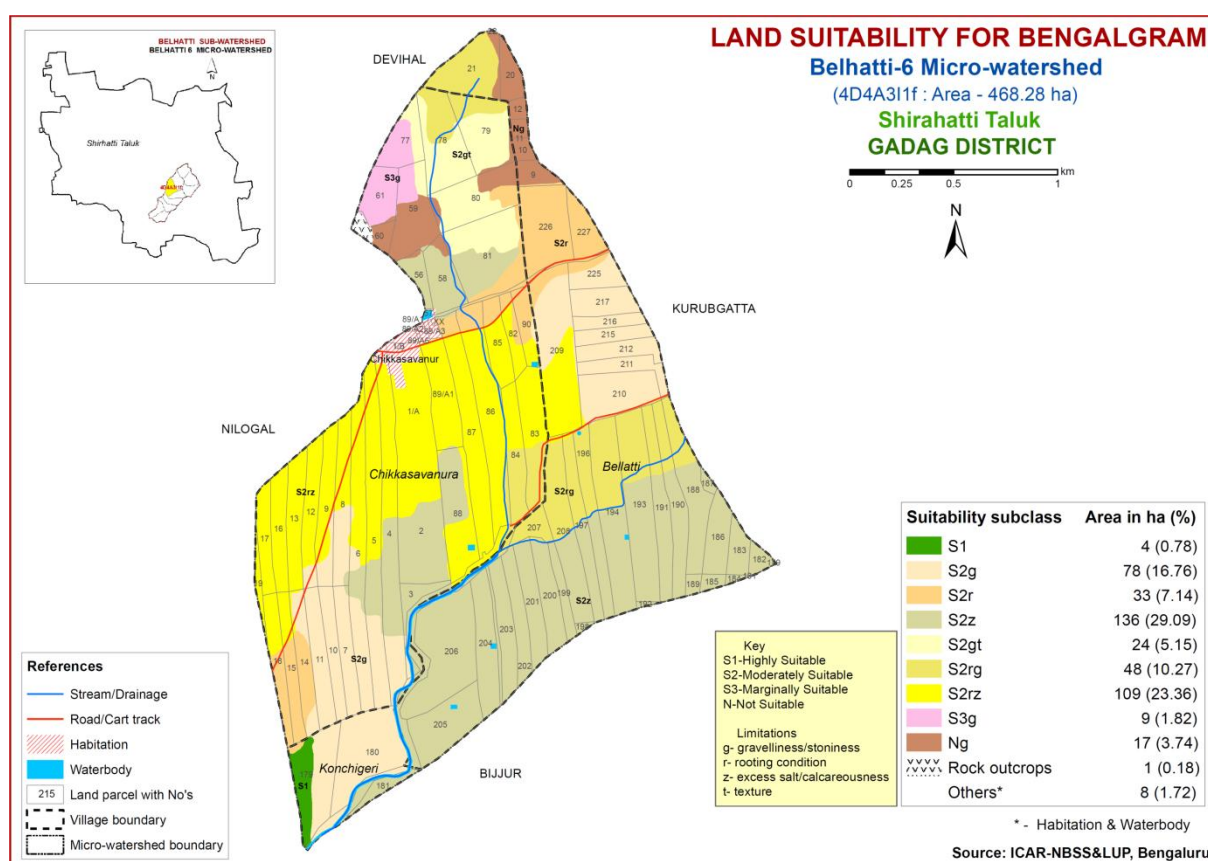 BELHATTI SUB-WATERSHED
BELHATTI 6 MICRO-WATERSHED
N
Shirhatti Taluk
4D4A3I1f
LAND SUITABILITY FOR BENGALGRAM
Belhatti-6 Micro-watershed
(4D4A3I1f : Area - 468.28 ha)
Shirahatti Taluk
GADAG DISTRICT
0 0.25 0.5 1 km
N
DEVIHAL
KURUBGATTA
NILOGAL
BIJJUR
21
20
12
Ng
11
10
9
77
78
79
S2gt
S3g
61
59
60
80
226
227
S2r
81
56
58
225
217
216
215
212
211
210
209
90
82
85
XX
89/A3
Chikkasavanur
89/A1
1/A
86
87
83
84
Chikkasavanura
88
Bellatti
196
S2rg
S2rz
17
16
13
12
9
8
6
5
4
2
3
207
208
197
194
193
191
190
188
187
186
183
182
189
185
S2z
201
200
199
203
204
202
206
205
15
14
11
10
7
S2g
180
Konchigeri
181
S1
References
Stream/Drainage
Road/Cart track
Habitation
Waterbody
215 Land parcel with No's
Village boundary
Micro-watershed boundary
Key
S1-Highly Suitable
S2-Moderately Suitable
S3-Marginally Suitable
N-Not Suitable
Limitations
g- gravelliness/stoniness
r- rooting condition
z- excess salt/calcareousness
t- texture
Suitability subclass Area in ha (%)
S1 4 (0.78)
S2g 78 (16.76)
S2r 33 (7.14)
S2z 136 (29.09)
S2gt 24 (5.15)
S2rg 48 (10.27)
S2rz 109 (23.36)
S3g 9 (1.82)
Ng 17 (3.74)
Rock outcrops 1 (0.18)
Others* 8 (1.72)
* - Habitation & Waterbody
Source: ICAR-NBSS&LUP, Bengaluru